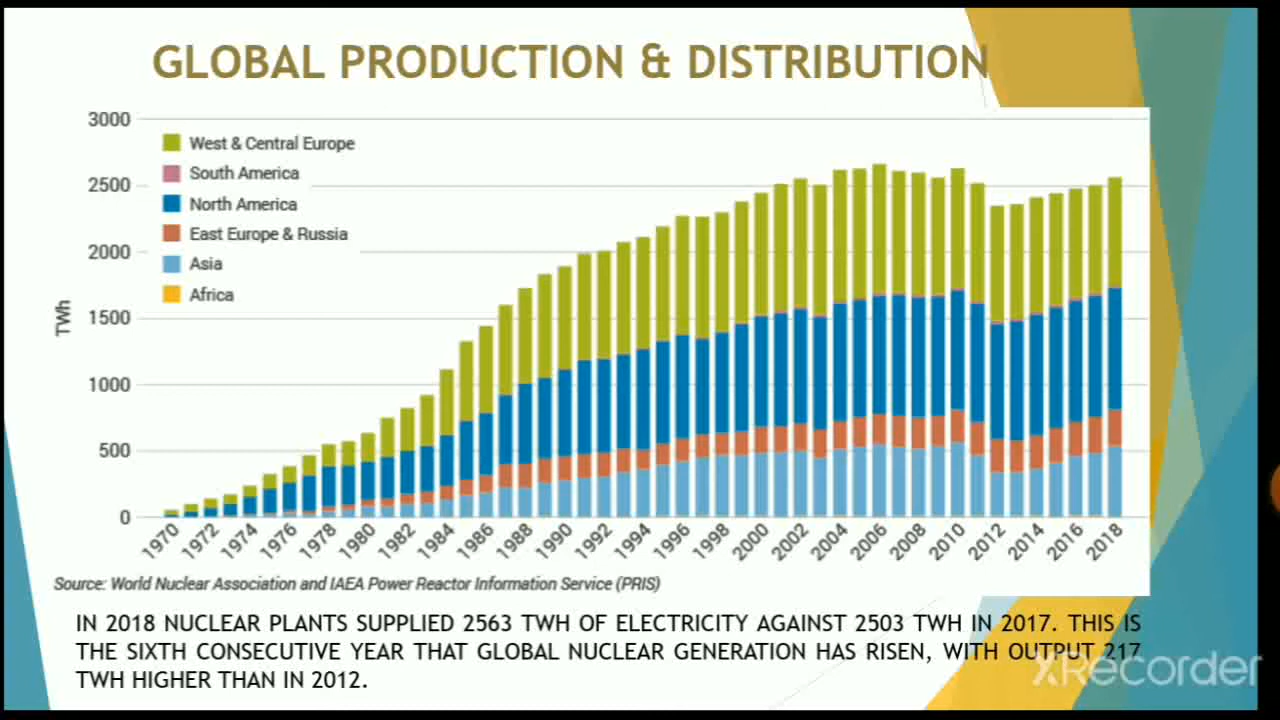 GLOBAL PRODUCTION & DISTRIBUTION
3000
2500
2000
1500
1000
500
0
TWh
West & Central Europe
South America
North America
East Europe & Russia
Asia
Africa
1970 1972 1974 1976 1978 1980 1982 1984 1986 1988 1990 1992 1994 1996 1998 2000 2002 2004 2006 2008 2010 2012 2014 2016 2018
Source: World Nuclear Association and IAEA Power Reactor Information Service (PRIS)
IN 2018 NUCLEAR PLANTS SUPPLIED 2563 TWH OF ELECTRICITY AGAINST 2503 TWH IN 2017. THIS IS
THE SIXTH CONSECUTIVE YEAR THAT GLOBAL NUCLEAR GENERATION HAS RISEN, WITH OUTPUT 217
TWH HIGHER THAN IN 2012.
XRecorder